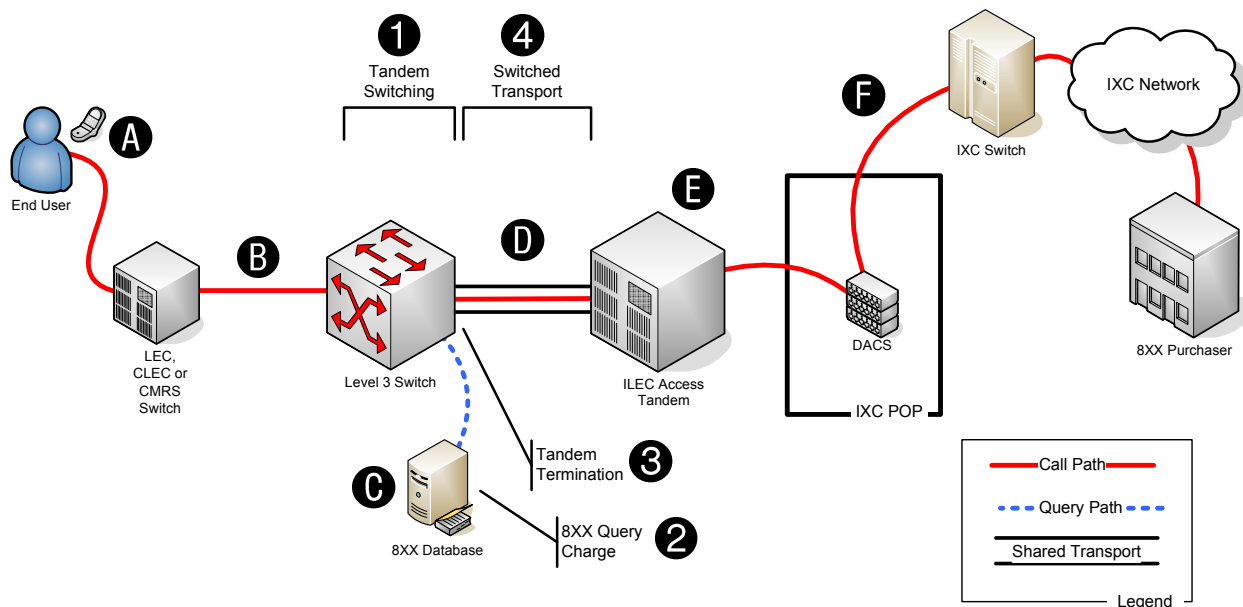 1
4
Tandem
Switching
Switched
Transport
A
End User
F
IXC Switch
IXC Network
B
D
E
LEC,
CLEC or
CMRS
Switch
Level 3 Switch
ILEC Access
Tandem
DACS
IXC POP
8XX Purchaser
C
8XX Database
Tandem
Termination
3
8XX Query
Charge
2
Call Path
Query Path
Shared Transport
Legend